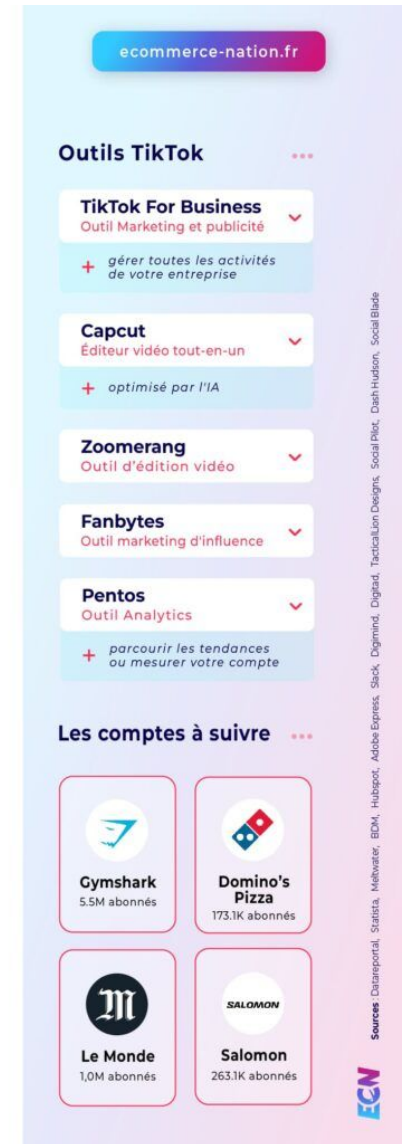 ecommerce-nation.fr
Outils TikTok
TikTok For Business
Outil Marketing et publicité
+ gérer toutes les activités
de votre entreprise
Capcut
Éditeur vidéo tout-en-un
+ optimisé par l'IA
Zoomerang
Outil d'édition vidéo
Fanbytes
Outil marketing d'influence
Pentos
Outil Analytics
+ parcourir les tendances
ou mesurer votre compte
Les comptes à suivre
Gymshark
5.5M abonnés
Domino's
Pizza
173.1K abonnés
M
Le Monde
1,0M abonnés
SALOMON
Salomon
263.1K abonnés
Sources : Datareportal, Statista, Meltwater, BDM, Hubspot, Adobe Express, Slack, Digimind, Digitad, TacticalLion Designs, Social Pilot, Dash Hudson, Social Blade
ECN